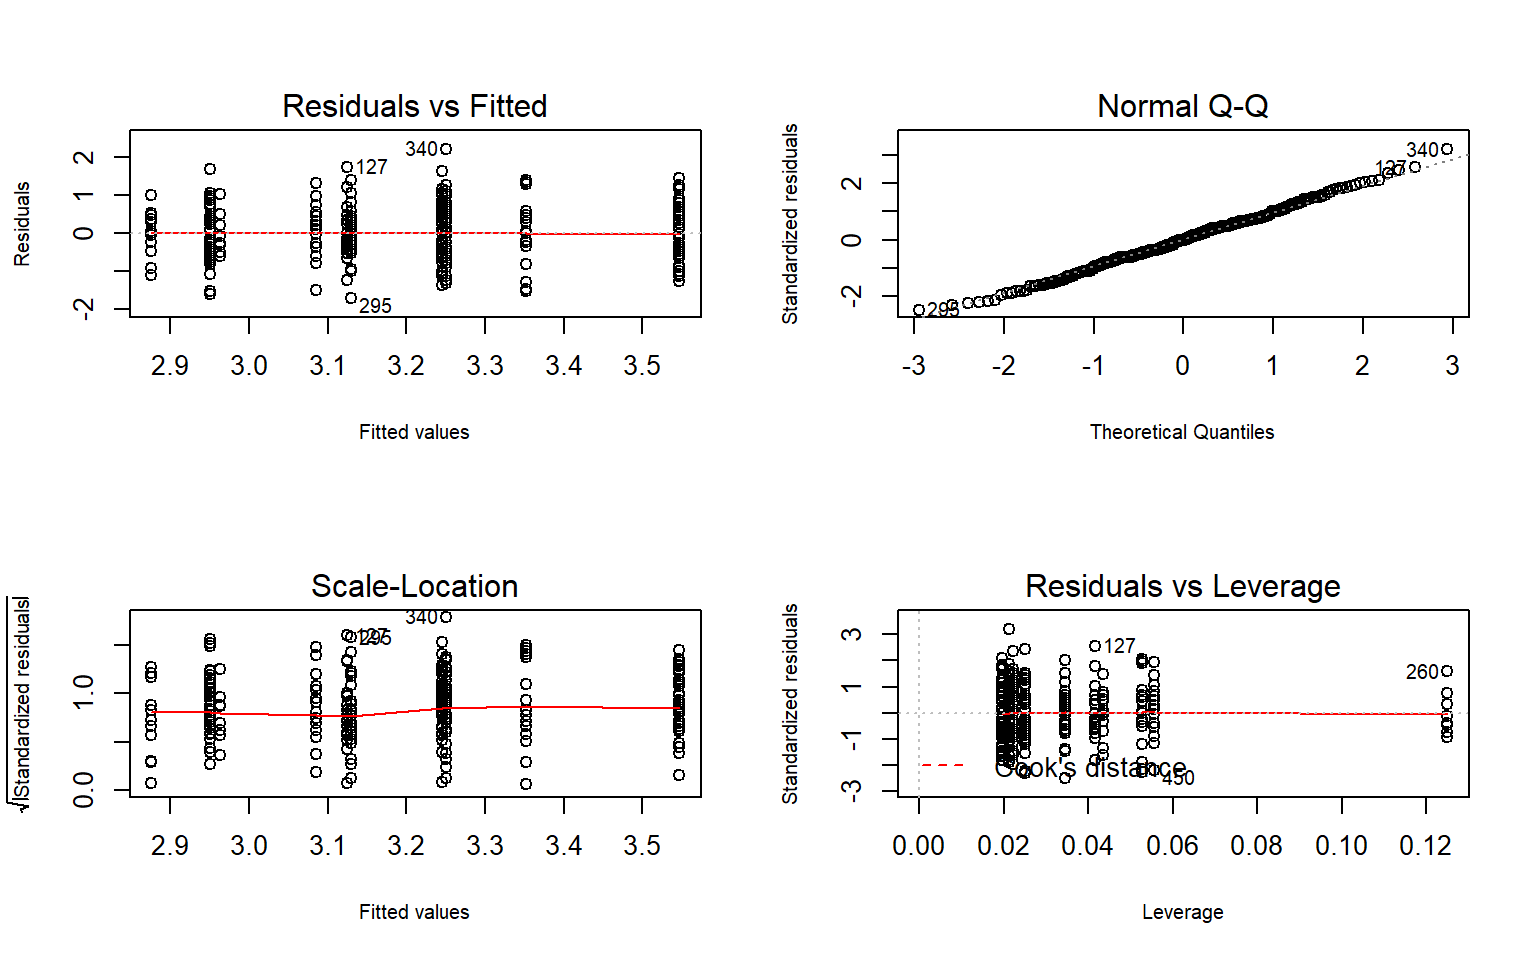 Residuals vs Fitted
Residuals
2
1
0
-2
340
127
295
2.9 3.0 3.1 3.2 3.3 3.4 3.5
Fitted values
Normal Q-Q
Standardized residuals
2
0
-2
340
127
295
-3 -2 -1 0 1 2 3
Theoretical Quantiles
Scale-Location
√|Standardized residuals|
1.0
0.0
340
127
295
2.9 3.0 3.1 3.2 3.3 3.4 3.5
Fitted values
Residuals vs Leverage
Standardized residuals
3
1
-1
-3
127
260
Cook's distance
450
0.00 0.02 0.04 0.06 0.08 0.10 0.12
Leverage